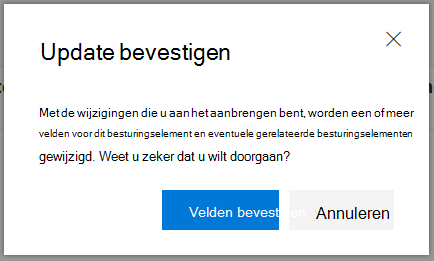 Update bevestigen
Met de wijzigingen die u aan het aanbrengen bent, worden een of meer
velden voor dit besturingselement en eventuele gerelateerde besturingselementen
gewijzigd. Weet u zeker dat u wilt doorgaan?
Velden bevestigen
Annuleren